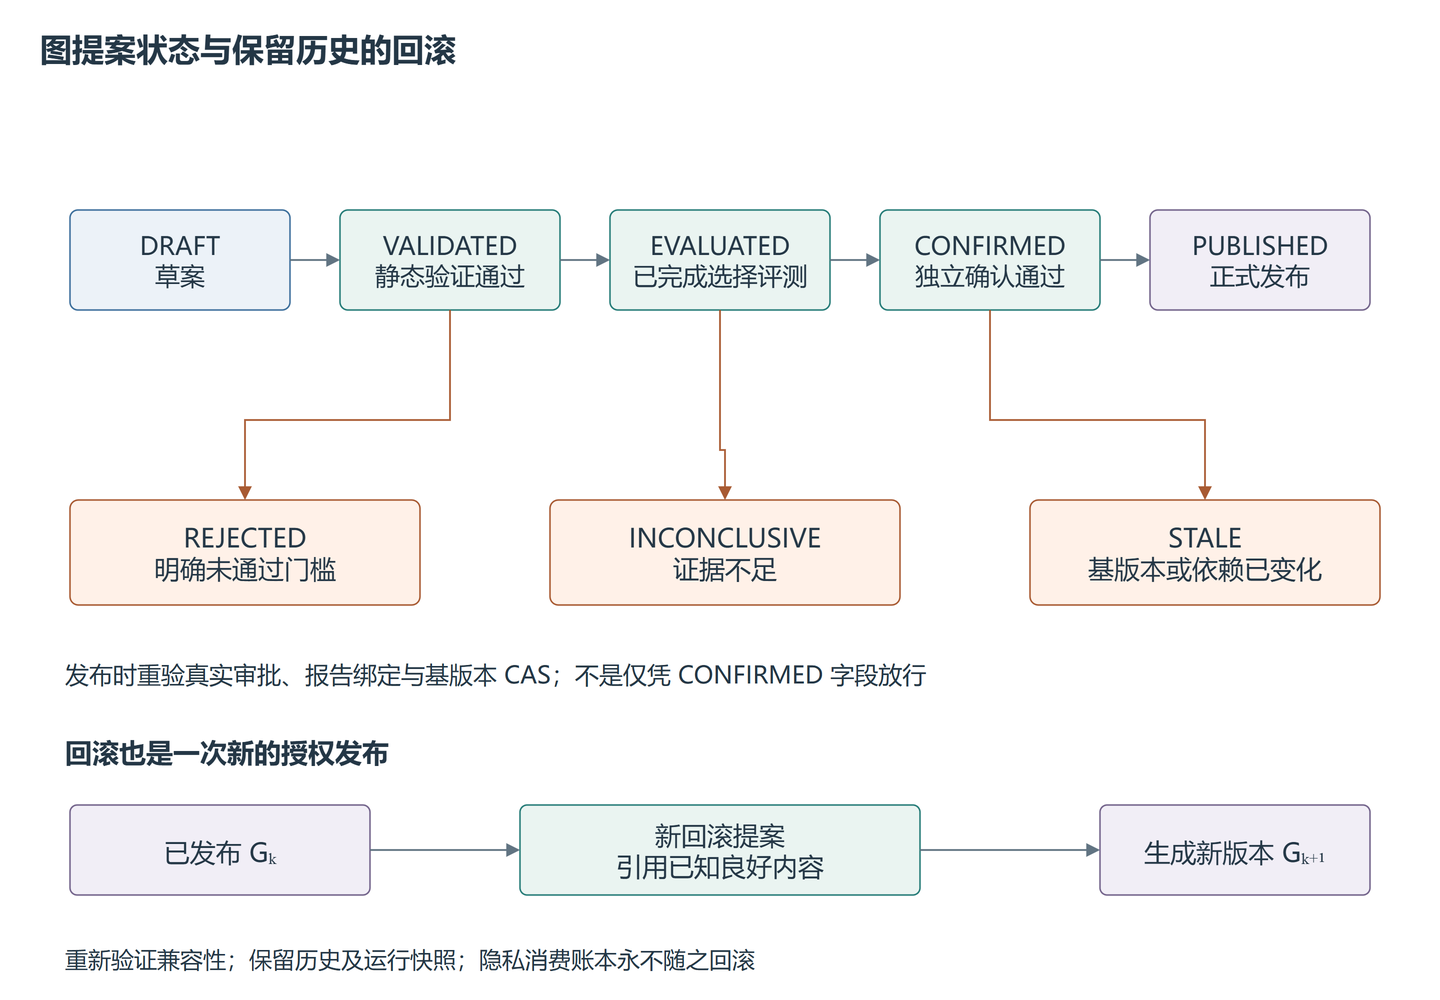 图提案状态与保留历史的回滚
DRAFT
草案
VALIDATED
静态验证通过
EVALUATED
已完成选择评测
CONFIRMED
独立确认通过
PUBLISHED
正式发布
REJECTED
明确未通过门槛
INCONCLUSIVE
证据不足
STALE
基版本或依赖已变化
发布时重验真实审批、报告绑定与基版本 CAS；不是仅凭 CONFIRMED 字段放行
回滚也是一次新的授权发布
已发布 Gₖ
新回滚提案
引用已知良好内容
生成新版本 Gₖ₊₁
重新验证兼容性；保留历史及运行快照；隐私消费账本永不随之回滚